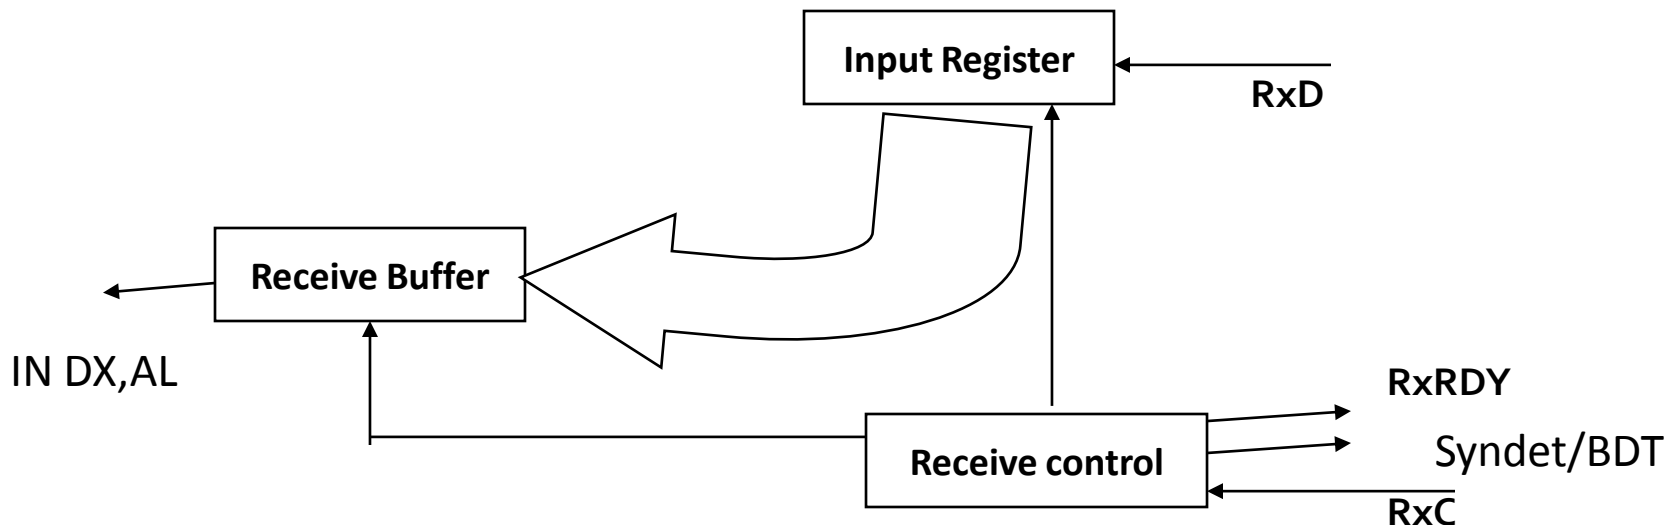 Input Register
RxD
Receive Buffer
IN DX,AL
RxRDY
Syndet/BDT
Receive control
RxC